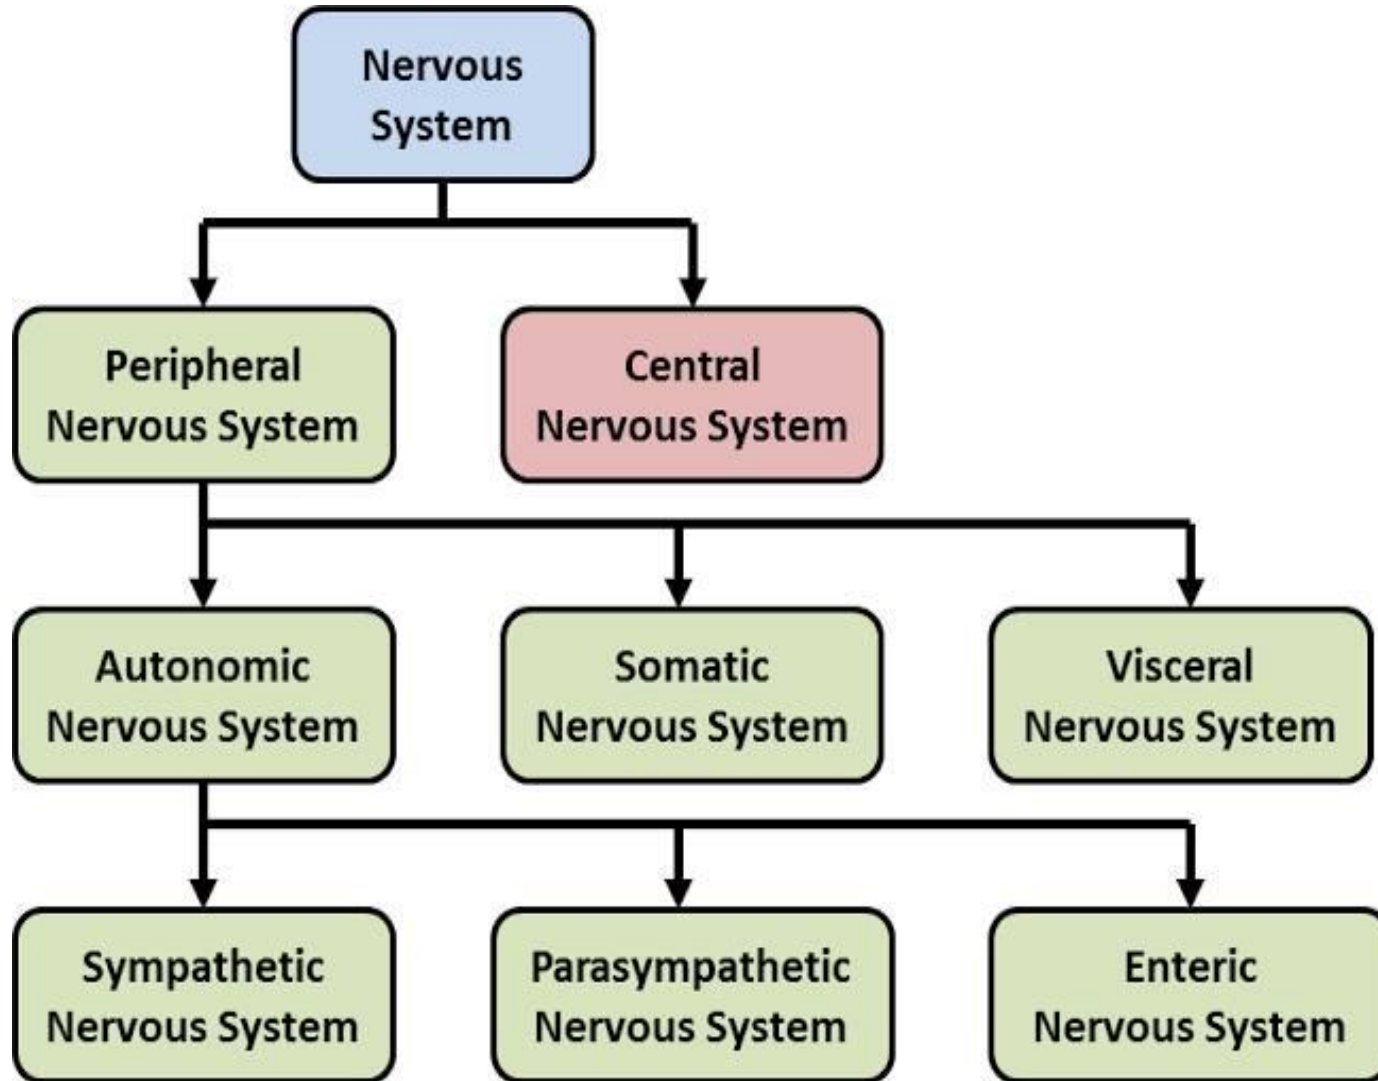 Nervous
System
Peripheral
Nervous System
Central
Nervous System
Autonomic
Nervous System
Somatic
Nervous System
Visceral
Nervous System
Sympathetic
Nervous System
Parasympathetic
Nervous System
Enteric
Nervous System